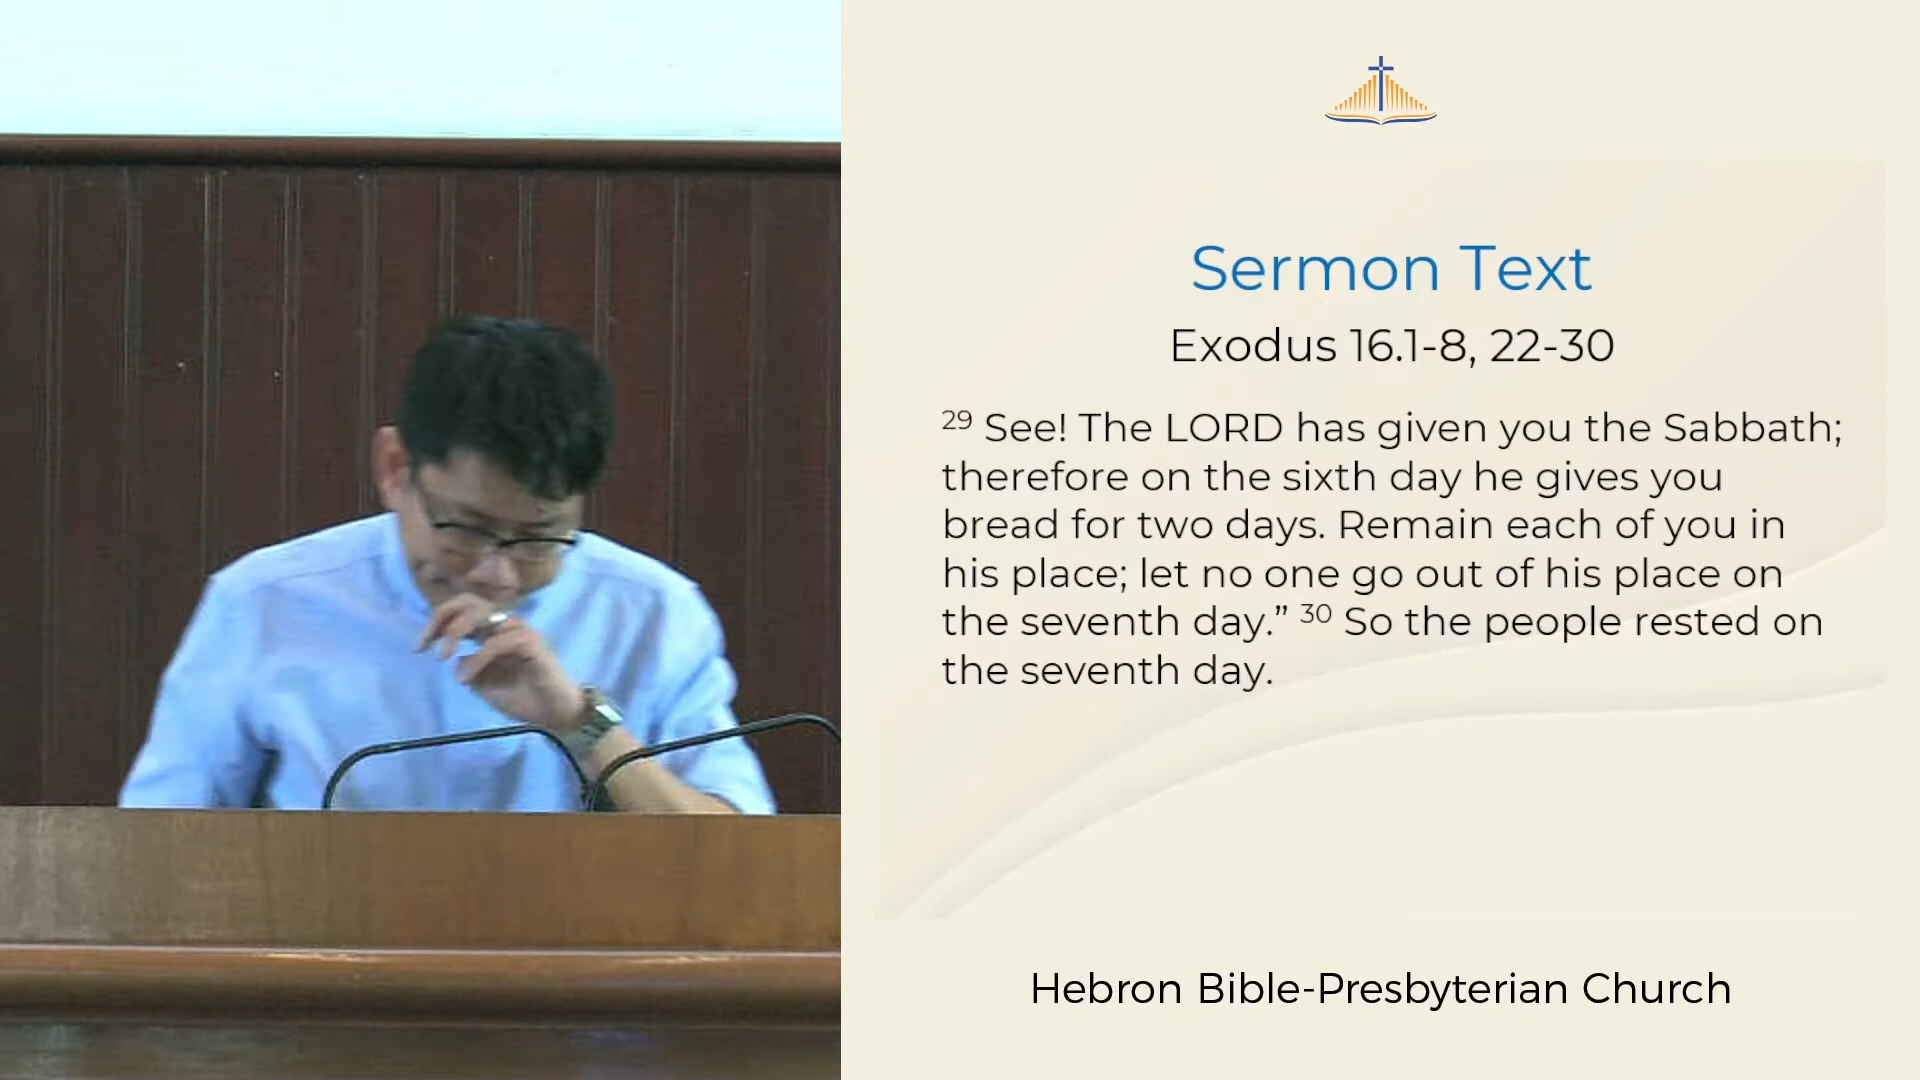 Sermon Text
Exodus 16.1-8, 22-30
29 See! The LORD has given you the Sabbath;
therefore on the sixth day he gives you
bread for two days. Remain each of you in
his place; let no one go out of his place on
the seventh day.” 30 So the people rested on
the seventh day.
Hebron Bible-Presbyterian Church